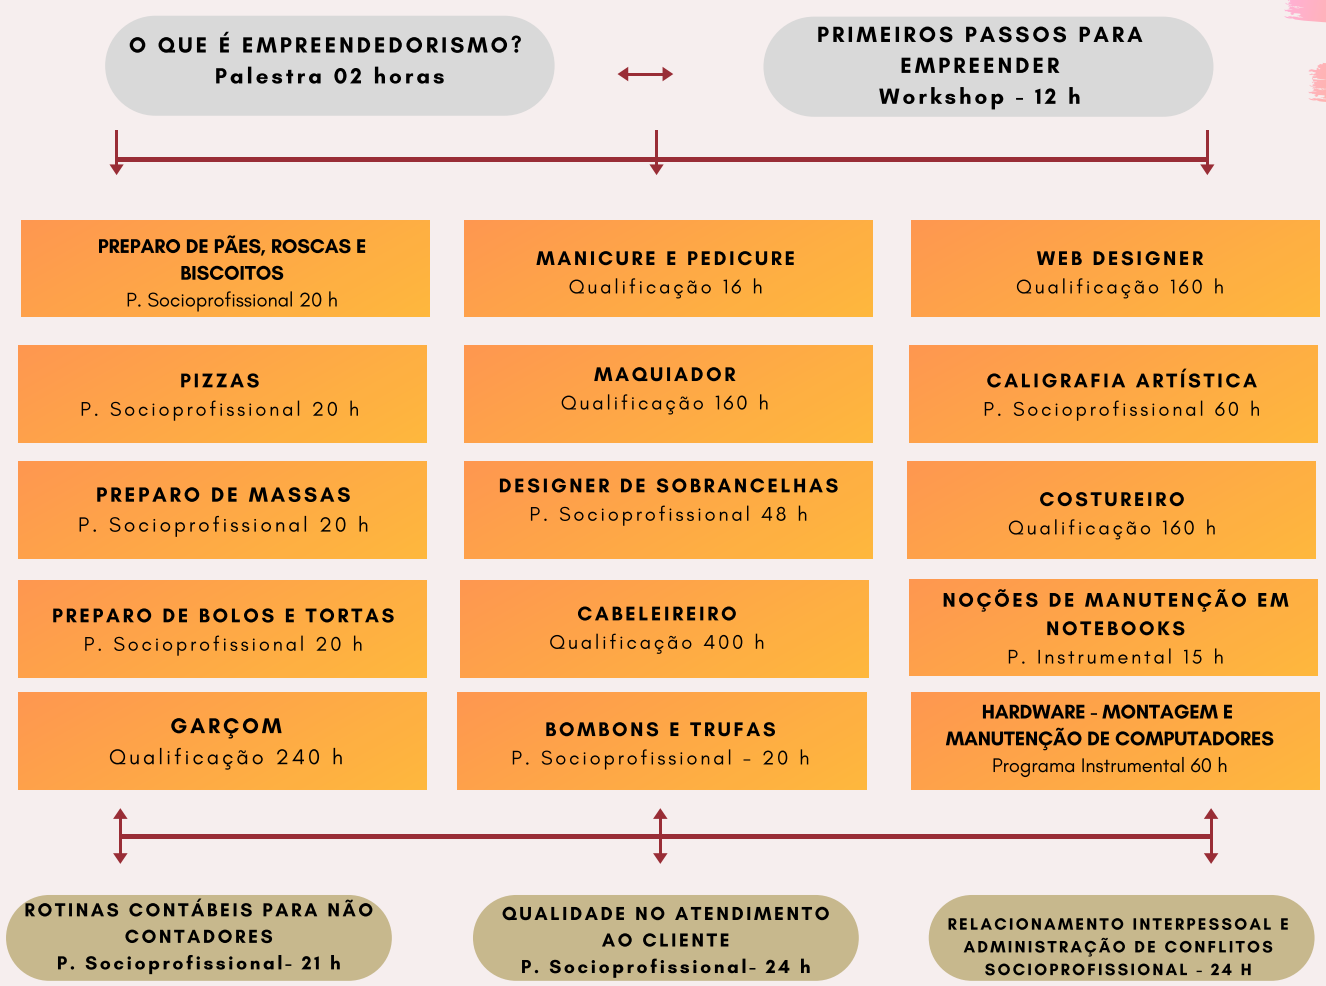 O QUE É EMPREENDEDORISMO?
Palestra 02 horas
PRIMEIROS PASSOS PARA
EMPREENDER
Workshop - 12 h
PREPARO DE PÃES, ROSCAS E
BISCOITOS
P. Socioprofissional 20 h
MANICURE E PEDICURE
Qualificação 16 h
WEB DESIGNER
Qualificação 160 h
PIZZAS
P. Socioprofissional 20 h
MAQUIADOR
Qualificação 160 h
CALIGRAFIA ARTÍSTICA
P. Socioprofissional 60 h
PREPARO DE MASSAS
P. Socioprofissional 20 h
DESIGNER DE SOBRANCELHAS
P. Socioprofissional 48 h
COSTUREIRO
Qualificação 160 h
PREPARO DE BOLOS E TORTAS
P. Socioprofissional 20 h
CABELEIREIRO
Qualificação 400 h
NOÇÕES DE MANUTENÇÃO EM
NOTEBOOKS
P. Instrumental 15 h
GARÇOM
Qualificação 240 h
BOMBONS E TRUFAS
P. Socioprofissional - 20 h
HARDWARE - MONTAGEM E
MANUTENÇÃO DE COMPUTADORES
Programa Instrumental 60 h
ROTINAS CONTÁBEIS PARA NÃO
CONTADORES
P. Socioprofissional- 21 h
QUALIDADE NO ATENDIMENTO
AO CLIENTE
P. Socioprofissional- 24 h
RELACIONAMENTO INTERPESSOAL E
ADMINISTRAÇÃO DE CONFLITOS
SOCIOPROFISSIONAL - 24 H